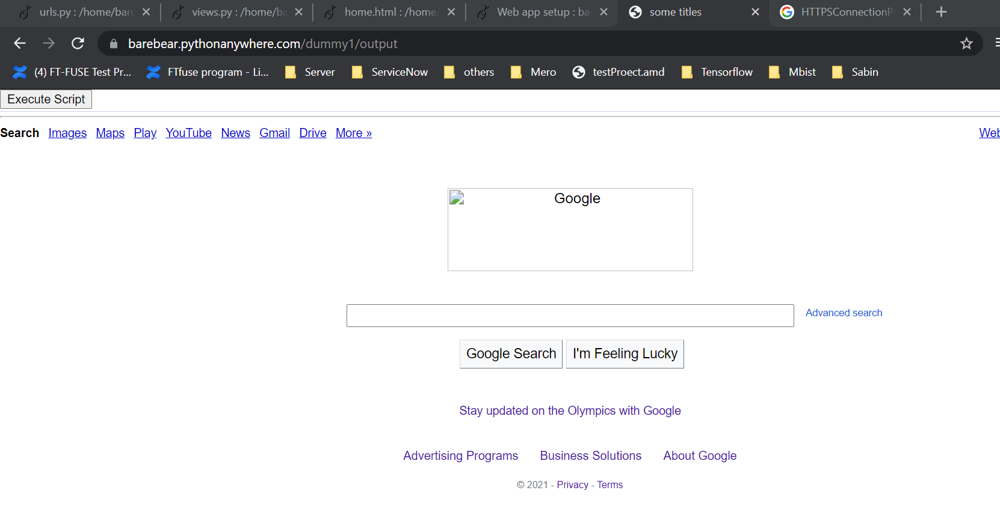 urls.py : /home/bare views.py : /home/ba home.html : /home/ Web app setup : ba some titles HTTPSConnectionPo
barebear.pythonanywhere.com/dummy1/output
(4) FT-FUSE Test Pr... FTfuse program - Li... Server ServiceNow others Mero testProect.amd Tensorflow Mbist Sabin
Execute Script
Search Images Maps Play YouTube News Gmail Drive More » Web
Google
Advanced search
Google Search I'm Feeling Lucky
Stay updated on the Olympics with Google
Advertising Programs Business Solutions About Google
© 2021 - Privacy - Terms